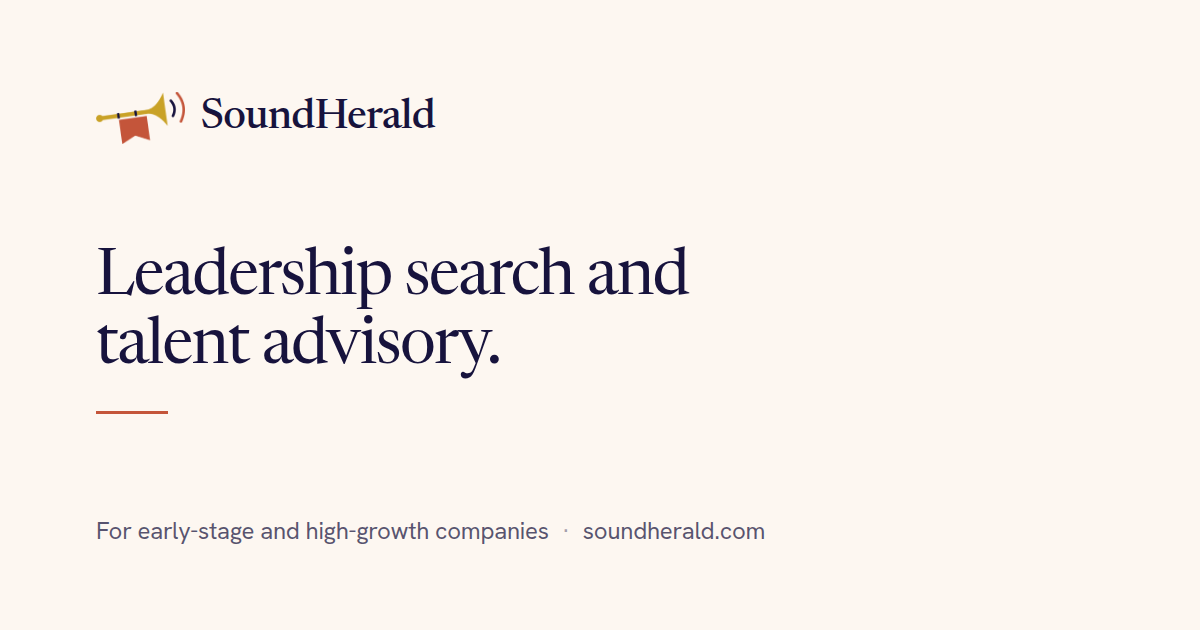 SoundHerald
Leadership search and
talent advisory.
For early-stage and high-growth companies · soundherald.com